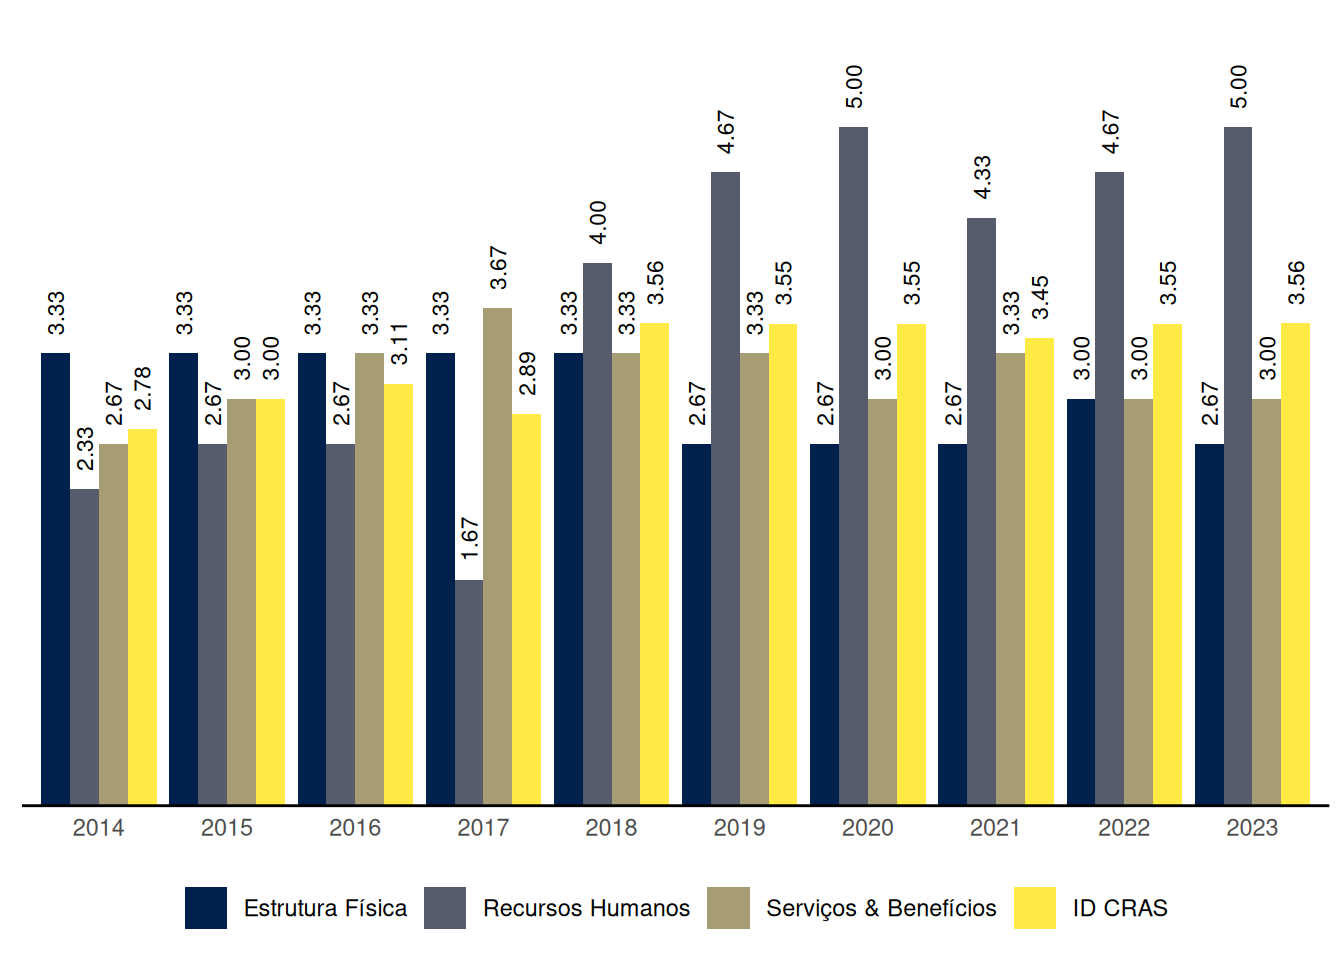 3.33 2.33 2.67 2.78
3.33 2.67 3.00 3.00
3.33 2.67 3.33 3.11
3.33 1.67 3.67 2.89
3.33 4.00 3.33 3.56
2.67 4.67 3.33 3.55
2.67 5.00 3.00 3.55
2.67 4.33 3.33 3.45
3.00 4.67 3.00 3.55
2.67 5.00 3.00 3.56
2014 2015 2016 2017 2018 2019 2020 2021 2022 2023
Estrutura Física Recursos Humanos Serviços & Benefícios ID CRAS